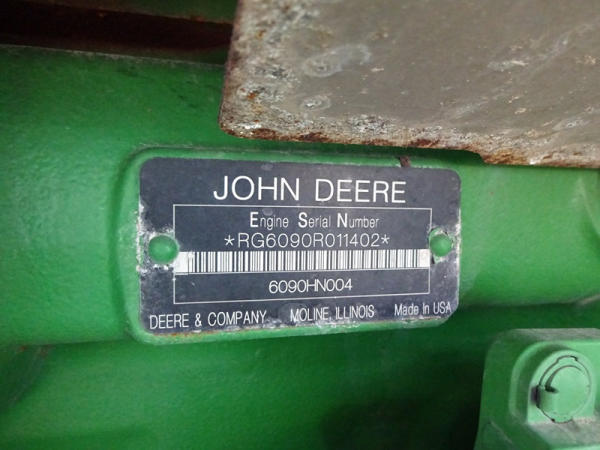 JOHN DEERE
Engine Serial Number
*RG6090R011402*
6090HN004
DEERE & COMPANY MOLINE, ILLINOIS Made In USA